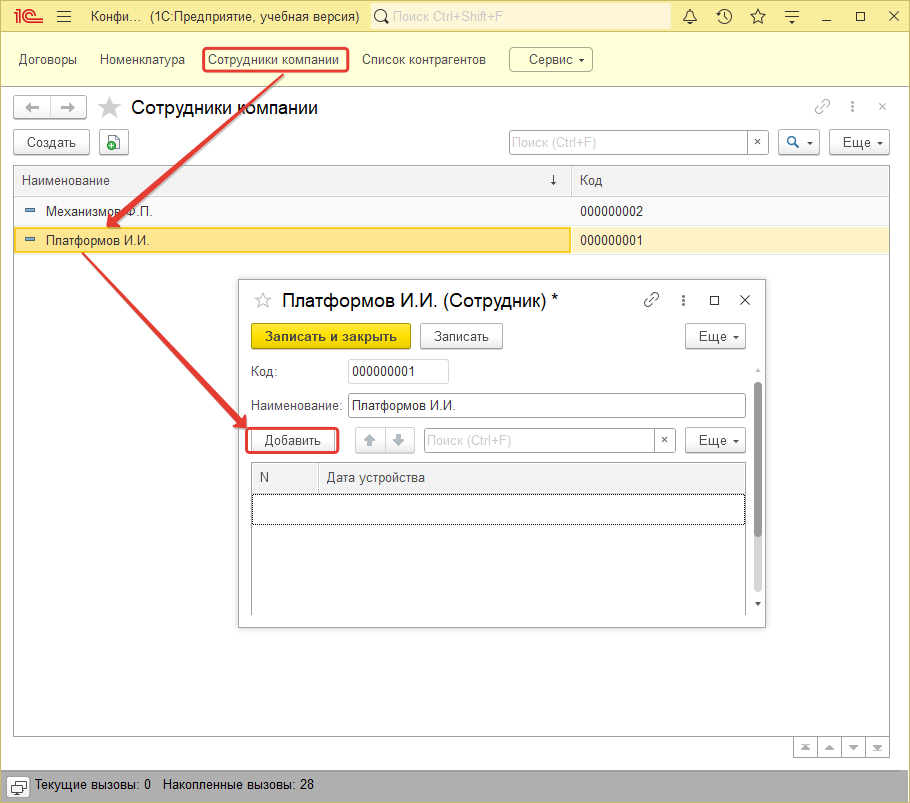 1С Конфи... (1С:Предприятие, учебная версия) Поиск Ctrl+Shift+F
Договоры Номенклатура Сотрудники компании Список контрагентов Сервис
Сотрудники компании
Создать Поиск (Ctrl+F) × Еще
Наименование ↓ Код
Механизмов Ф.П. 000000002
Платформов И.И. 000000001
Платформов И.И. (Сотрудник) *
Записать и закрыть Записать Еще
Код: 000000001
Наименование: Платформов И.И.
Добавить Поиск (Ctrl+F) × Еще
N Дата устройства
Текущие вызовы: 0 Накопленные вызовы: 28